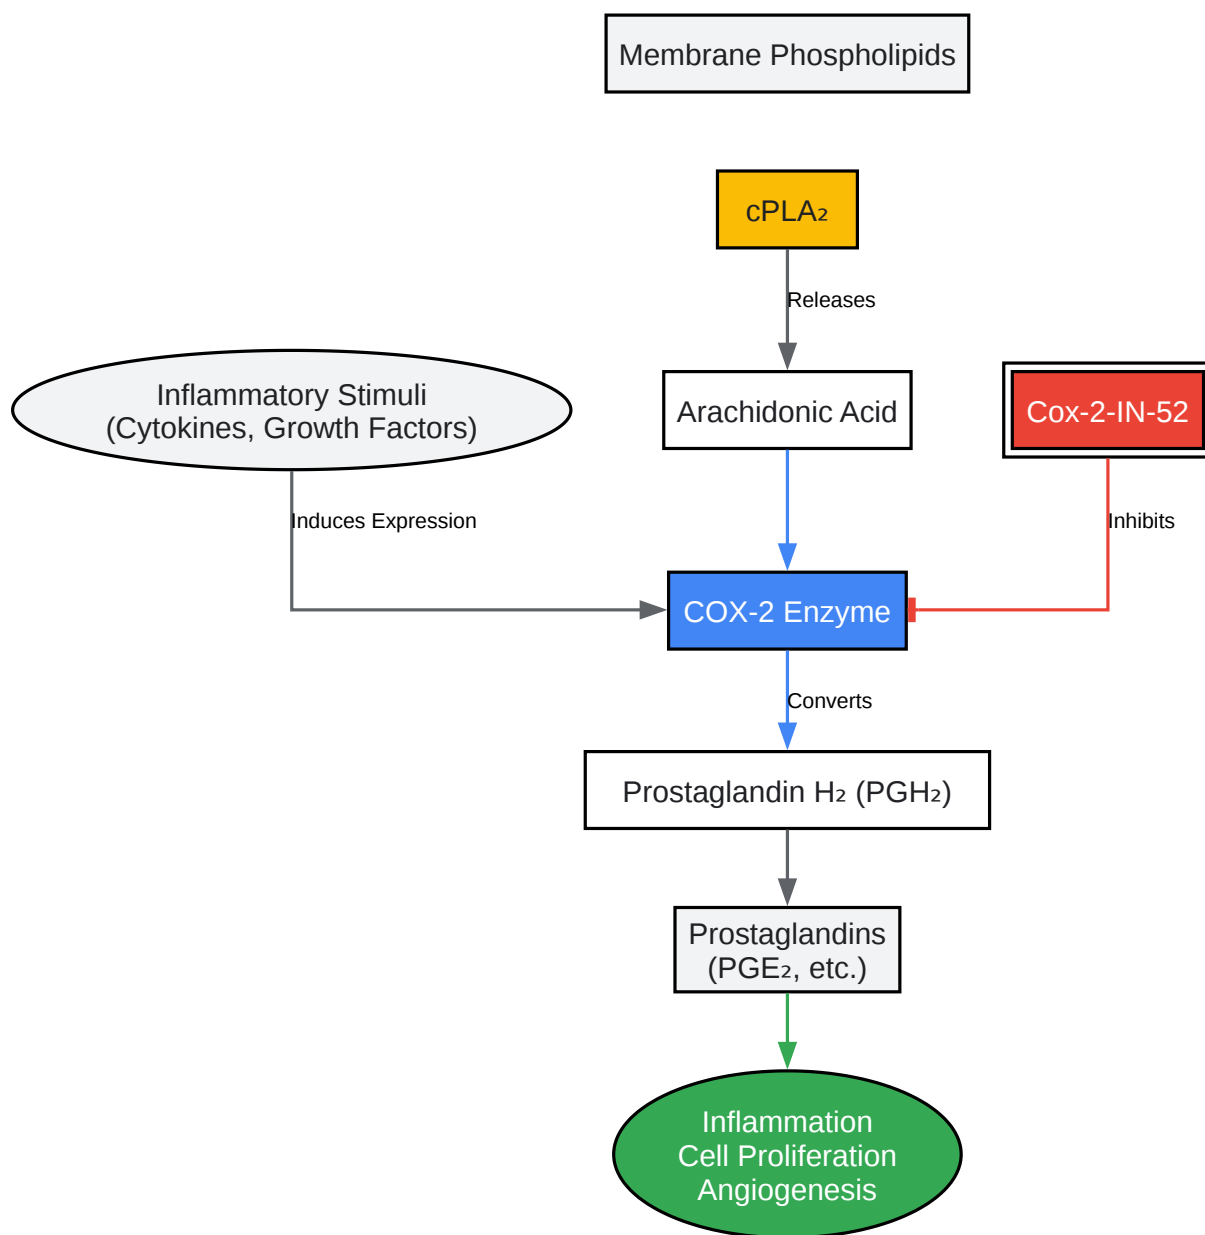 Membrane Phospholipids
cPLA₂
Releases
Inflammatory Stimuli
(Cytokines, Growth Factors)
Arachidonic Acid
Cox-2-IN-52
Induces Expression
Inhibits
COX-2 Enzyme
Converts
Prostaglandin H₂ (PGH₂)
Prostaglandins
(PGE₂, etc.)
Inflammation
Cell Proliferation
Angiogenesis